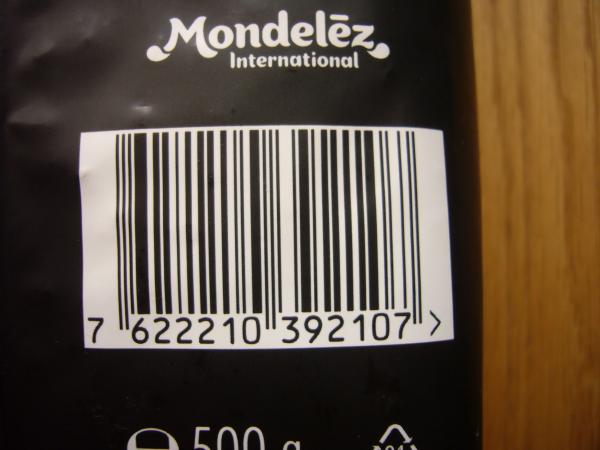 Mondelēz
International
7 622210 392107 >
℮ 500 g